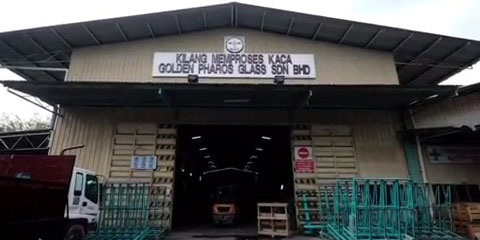 KILANG MEMPROSES KACA
GOLDEN PHAROS GLASS SDN BHD